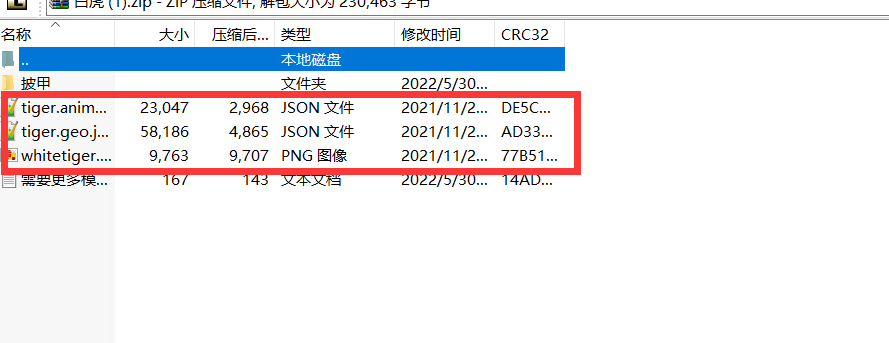 白虎 (1).zip - ZIP 压缩文件, 解包大小为 230,463 字节
名称 大小 压缩后... 类型 修改时间 CRC32
.. 本地磁盘
披甲 文件夹 2022/5/30...
tiger.anim... 23,047 2,968 JSON 文件 2021/11/2... DE5C...
tiger.geo.j... 58,186 4,865 JSON 文件 2021/11/2... AD33...
whitetiger.... 9,763 9,707 PNG 图像 2021/11/2... 77B51...
需要更多模... 167 143 文本文档 2022/5/30... 14AD...